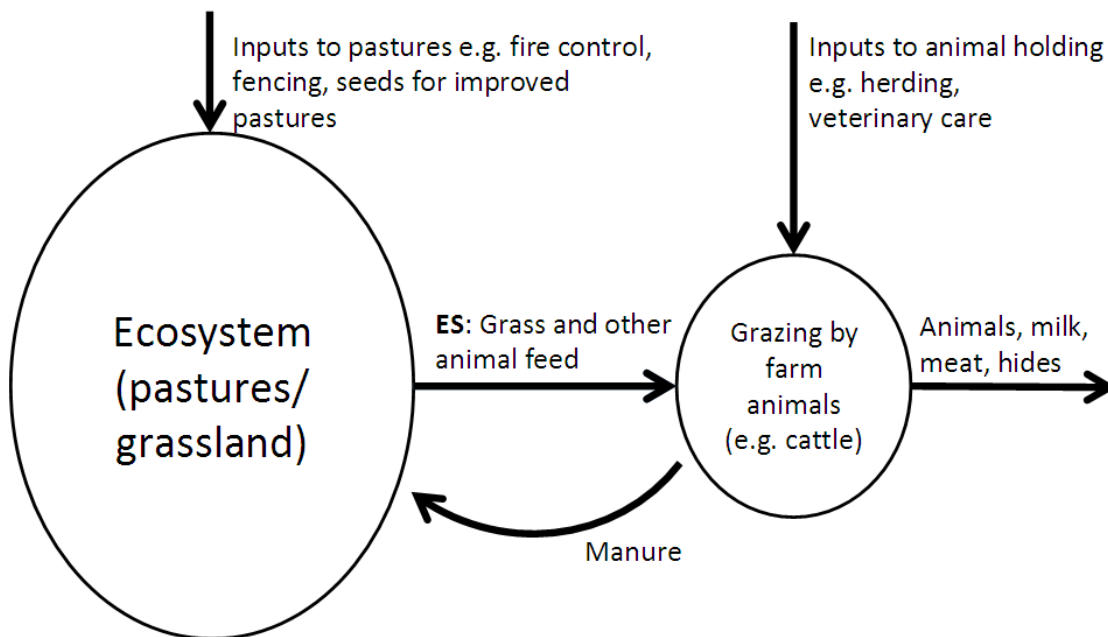 Inputs to pastures e.g. fire control,
fencing, seeds for improved
pastures
Inputs to animal holding
e.g. herding,
veterinary care
Ecosystem
(pastures/
grassland)
ES: Grass and other
animal feed
Grazing by
farm
animals
(e.g. cattle)
Animals, milk,
meat, hides
Manure